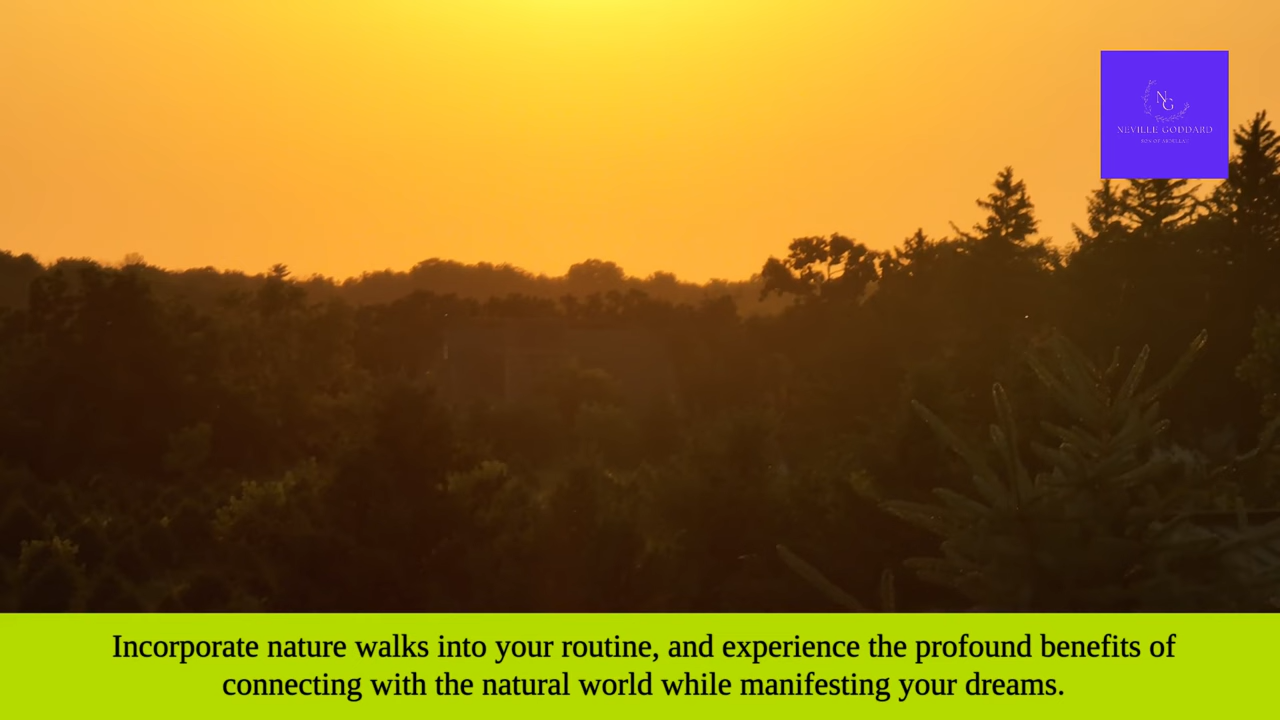 NG
NEVILLE GODDARD
Incorporate nature walks into your routine, and experience the profound benefits of
connecting with the natural world while manifesting your dreams.